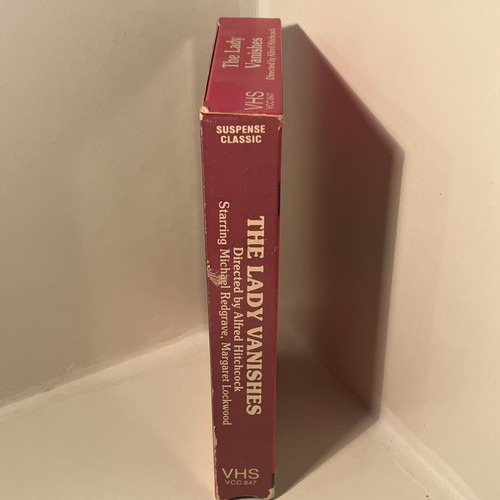 The Lady
Vanishes
Directed by Alfred Hitchcock
VHS
VCC 847
SUSPENSE
CLASSIC
THE LADY VANISHES
Directed by Alfred Hitchcock
Starring Michael Redgrave, Margaret Lockwood
VHS
VCC 847